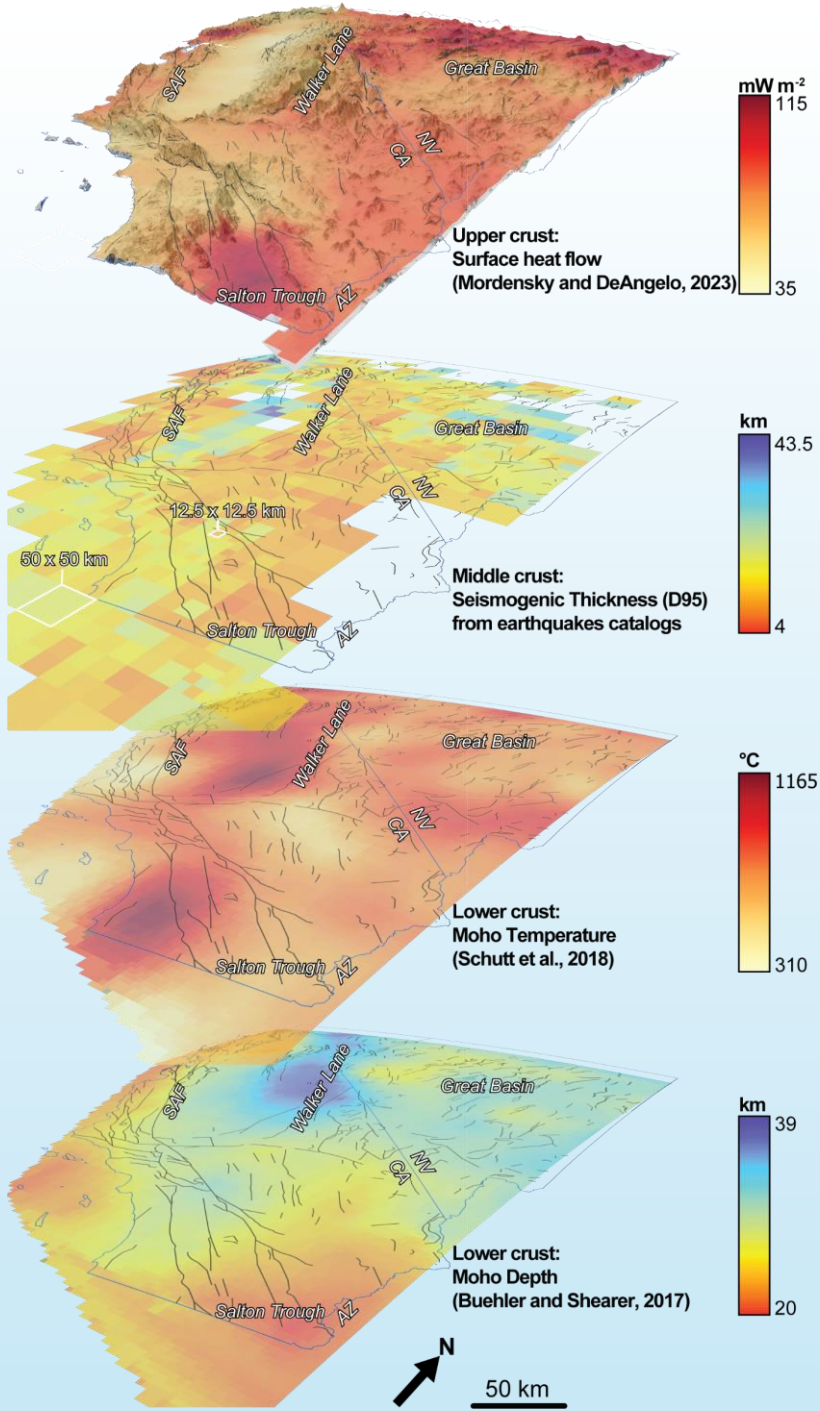 SAF
Walker Lane
Great Basin
NV
CA
Salton Trough
AZ
Upper crust:
Surface heat flow
(Mordensky and DeAngelo, 2023)
mW m⁻²
115
35
SAF
Walker Lane
Great Basin
NV
CA
12.5 x 12.5 km
50 x 50 km
Salton Trough
AZ
Middle crust:
Seismogenic Thickness (D95)
from earthquakes catalogs
km
43.5
4
SAF
Walker Lane
Great Basin
NV
CA
Salton Trough
AZ
Lower crust:
Moho Temperature
(Schutt et al., 2018)
°C
1165
310
SAF
Walker Lane
Great Basin
NV
CA
Salton Trough
AZ
Lower crust:
Moho Depth
(Buehler and Shearer, 2017)
km
39
20
N
50 km